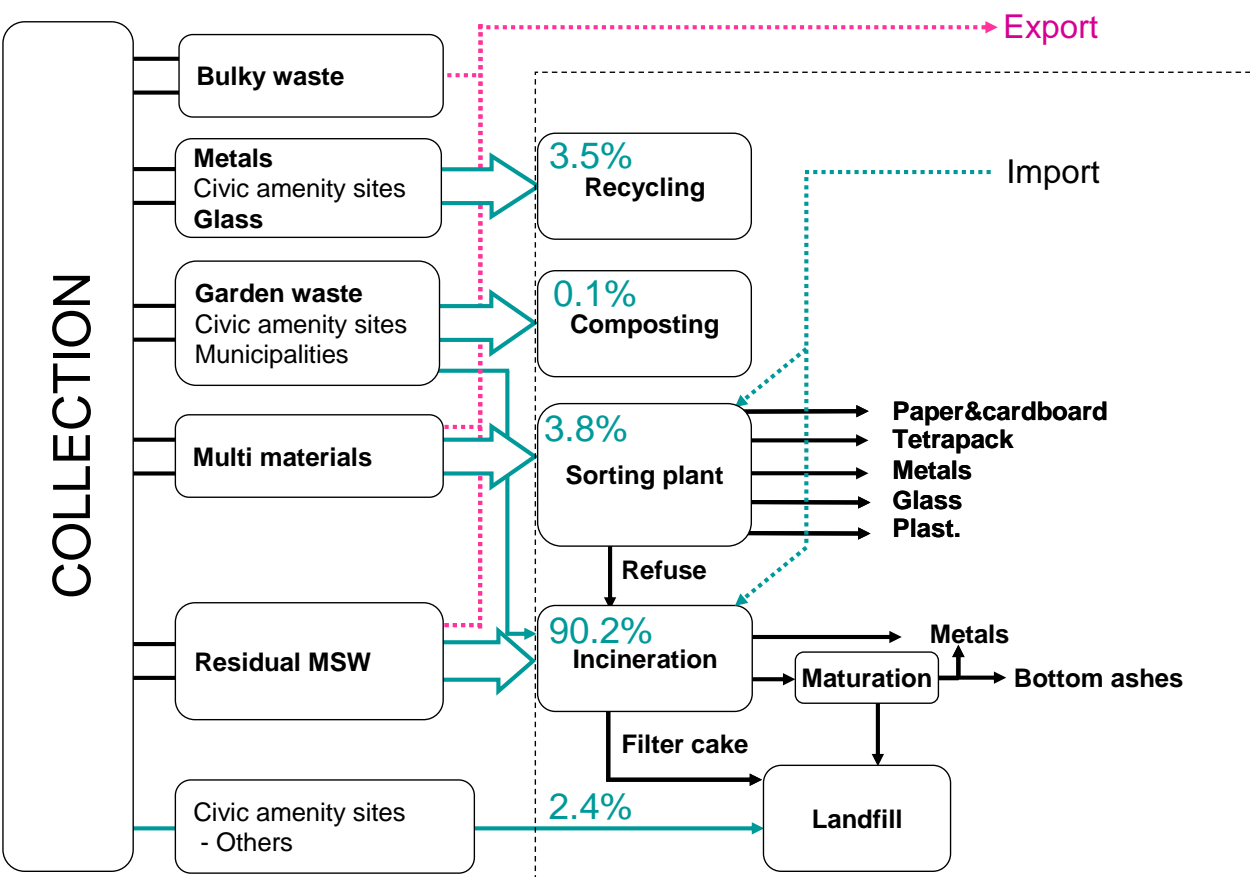 COLLECTION
Export
Import
Bulky waste
Metals
Civic amenity sites
Glass
3.5%
Recycling
Garden waste
Civic amenity sites
Municipalities
0.1%
Composting
Multi materials
3.8%
Sorting plant
Paper&cardboard
Tetrapack
Metals
Glass
Plast.
Refuse
Residual MSW
90.2%
Incineration
Metals
Maturation
Bottom ashes
Filter cake
Civic amenity sites
- Others
2.4%
Landfill